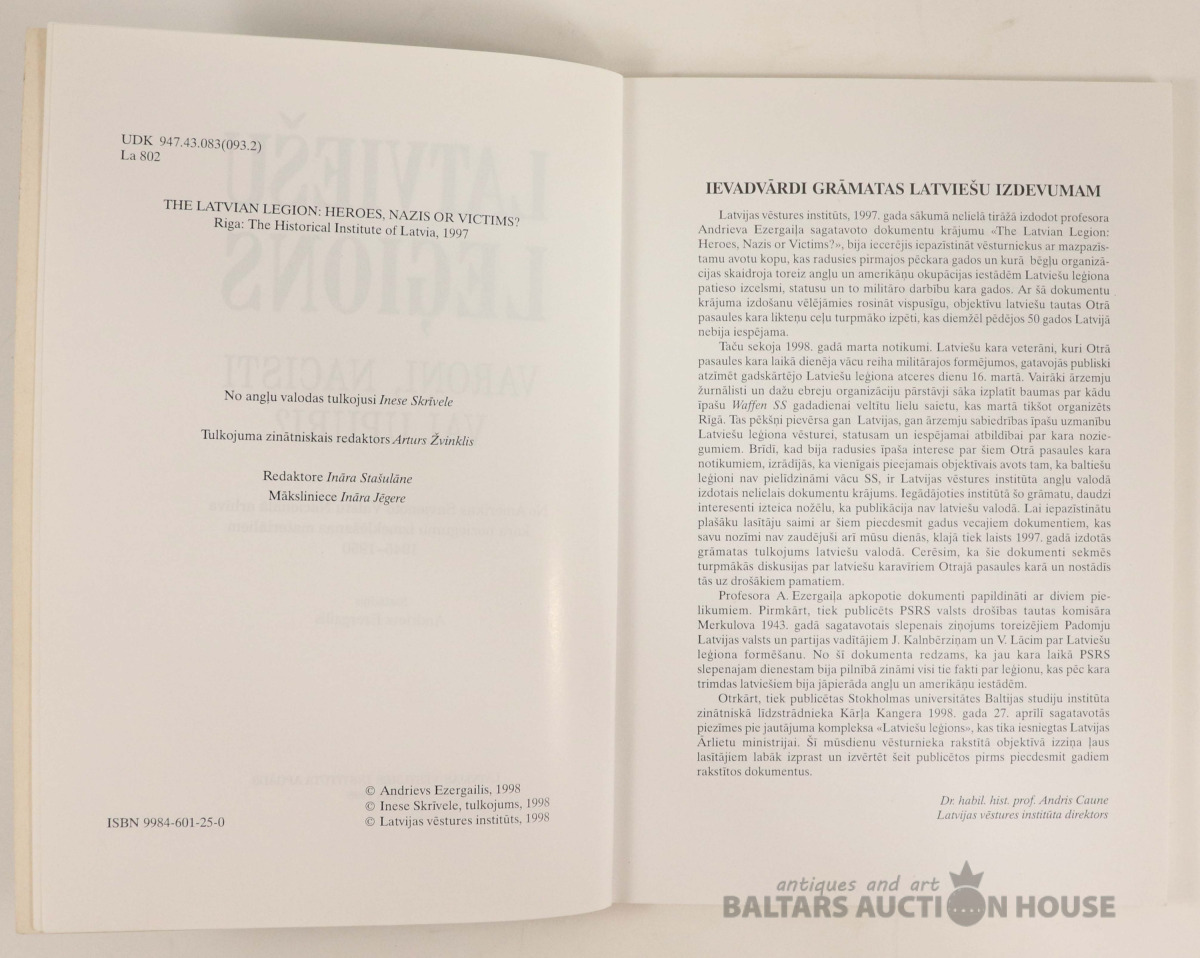 UDK 947.43.083(093.2)
La 802
THE LATVIAN LEGION: HEROES, NAZIS OR VICTIMS?
Riga: The Historical Institute of Latvia, 1997
No angļu valodas tulkojusi Inese Skrīvele
Tulkojuma zinātniskais redaktors Arturs Žvinklis
Redaktore Ināra Stašulāne
Māksliniece Ināra Jēgere
© Andrievs Ezergailis, 1998
© Inese Skrīvele, tulkojums, 1998
© Latvijas vēstures institūts, 1998
ISBN 9984-601-25-0
IEVADVĀRDI GRĀMATAS LATVIEŠU IZDEVUMAM
Latvijas vēstures institūts, 1997. gada sākumā nelielā tirāžā izdodot profesora
Andrieva Ezergaiļa sagatavoto dokumentu krājumu «The Latvian Legion:
Heroes, Nazis or Victims?», bija iecerējis iepazīstināt vēsturniekus ar mazpazīs-
tamu avotu kopu, kas radusies pirmajos pēckara gados un kurā bēgļu organizā-
cijas skaidroja toreiz angļu un amerikāņu okupācijas iestādēm Latviešu leģiona
patieso izcelsmi, statusu un to militāro darbību kara gados. Ar šā dokumentu
krājuma izdošanu vēlējāmies rosināt vispusīgu, objektīvu latviešu tautas Otrā
pasaules kara likteņu ceļu turpmāko izpēti, kas diemžēl pēdējos 50 gados Latvijā
nebija iespējama.
Taču sekoja 1998. gadā marta notikumi. Latviešu kara veterāni, kuri Otrā
pasaules kara laikā dienēja vācu reiha militārajos formējumos, gatavojās publiski
atzīmēt gadskārtējo Latviešu leģiona atceres dienu 16. martā. Vairāki ārzemju
žurnālisti un dažu ebreju organizāciju pārstāvji sāka izplatīt baumas par kādu
īpašu Waffen SS gadadienai veltītu lielu saietu, kas martā tikšot organizēts
Rīgā. Tas pēkšņi pievērsa gan Latvijas, gan ārzemju sabiedrības īpašu uzmanību
Latviešu leģiona vēsturei, statusam un iespējamai atbildībai par kara nozie-
gumiem. Brīdī, kad bija radusies īpaša interese par šiem Otrā pasaules kara
notikumiem, izrādījās, ka vienīgais pieejamais objektīvais avots tam, ka baltiešu
leģioni nav pielīdzināmi vācu SS, ir Latvijas vēstures institūta angļu valodā
izdotais nelielais dokumentu krājums. Iegādājoties institūtā šo grāmatu, daudzi
interesenti izteica nožēlu, ka publikācija nav latviešu valodā. Lai iepazīstinātu
plašāku lasītāju saimi ar šiem piecdesmit gadus vecajiem dokumentiem, kas
savu nozīmi nav zaudējuši arī mūsu dienās, klajā tiek laists 1997. gadā izdotās
grāmatas tulkojums latviešu valodā. Cerēsim, ka šie dokumenti sekmēs
turpmākās diskusijas par latviešu karavīriem Otrajā pasaules karā un nostādīs
tās uz drošākiem pamatiem.
Profesora A. Ezergaiļa apkopotie dokumenti papildināti ar diviem pie-
likumiem. Pirmkārt, tiek publicēts PSRS valsts drošības tautas komisāra
Merkulova 1943. gadā sagatavotais slepenais ziņojums toreizējiem Padomju
Latvijas valsts un partijas vadītājiem J. Kalnbērziņam un V. Lācim par Latviešu
leģiona formēšanu. No šī dokumenta redzams, ka jau kara laikā PSRS
slepenajam dienestam bija pilnībā zināmi visi tie fakti par leģionu, kas pēc kara
trimdas latviešiem bija jāpierāda angļu un amerikāņu iestādēm.
Otrkārt, tiek publicētas Stokholmas universitātes Baltijas studiju institūta
zinātniskā līdzstrādnieka Kārļa Kangera 1998. gada 27. aprīlī sagatavotās
piezīmes pie jautājuma kompleksa «Latviešu leģions», kas tika iesniegtas Latvijas
Ārlietu ministrijai. Šī mūsdienu vēsturnieka rakstītā objektīvā izziņa ļaus
lasītājiem labāk izprast un izvērtēt šeit publicētos pirms piecdesmit gadiem
rakstītos dokumentus.
Dr. habil. hist. prof. Andris Caune
Latvijas vēstures institūta direktors
antiques and art
BALTARS AUCTION HOUSE